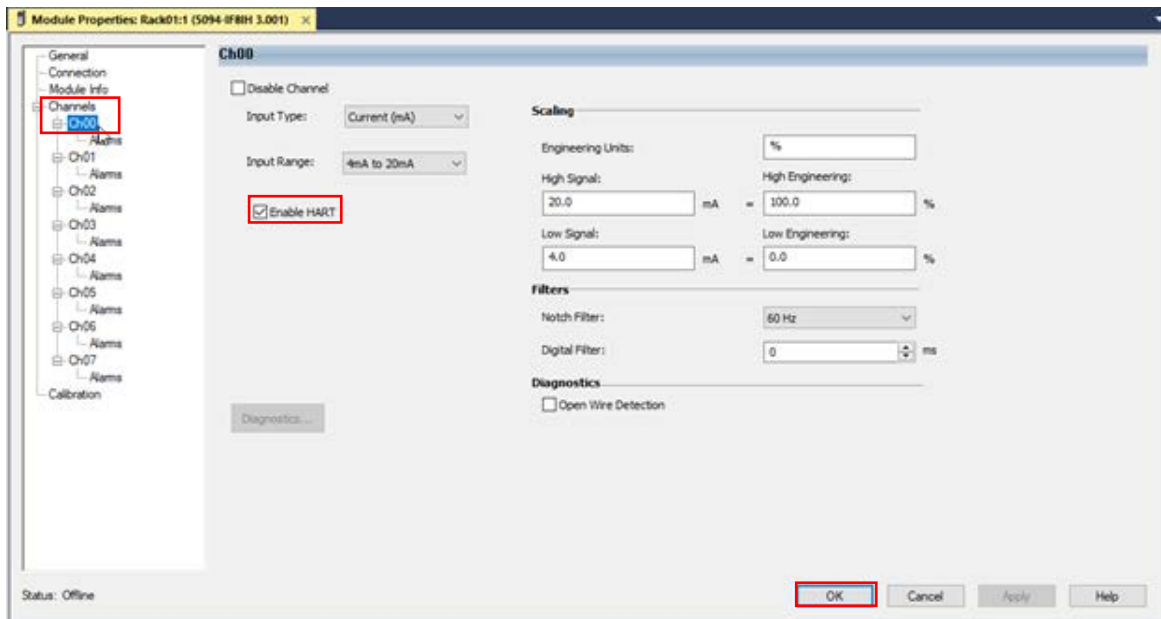 Module Properties: Rack01:1 (5094-IF8IH 3.001) ×
General
Connection
Module Info
Channels
Ch00
Alarms
Ch01
Alarms
Ch02
Alarms
Ch03
Alarms
Ch04
Alarms
Ch05
Alarms
Ch06
Alarms
Ch07
Alarms
Calibration
Ch00
Disable Channel
Input Type: Current (mA)
Input Range: 4mA to 20mA
Enable HART
Diagnostics...
Scaling
Engineering Units: %
High Signal: High Engineering:
20.0 mA = 100.0 %
Low Signal: Low Engineering:
4.0 mA = 0.0 %
Filters
Notch Filter: 60 Hz
Digital Filter: 0 ms
Diagnostics
Open Wire Detection
Status: Offline
OK Cancel Apply Help